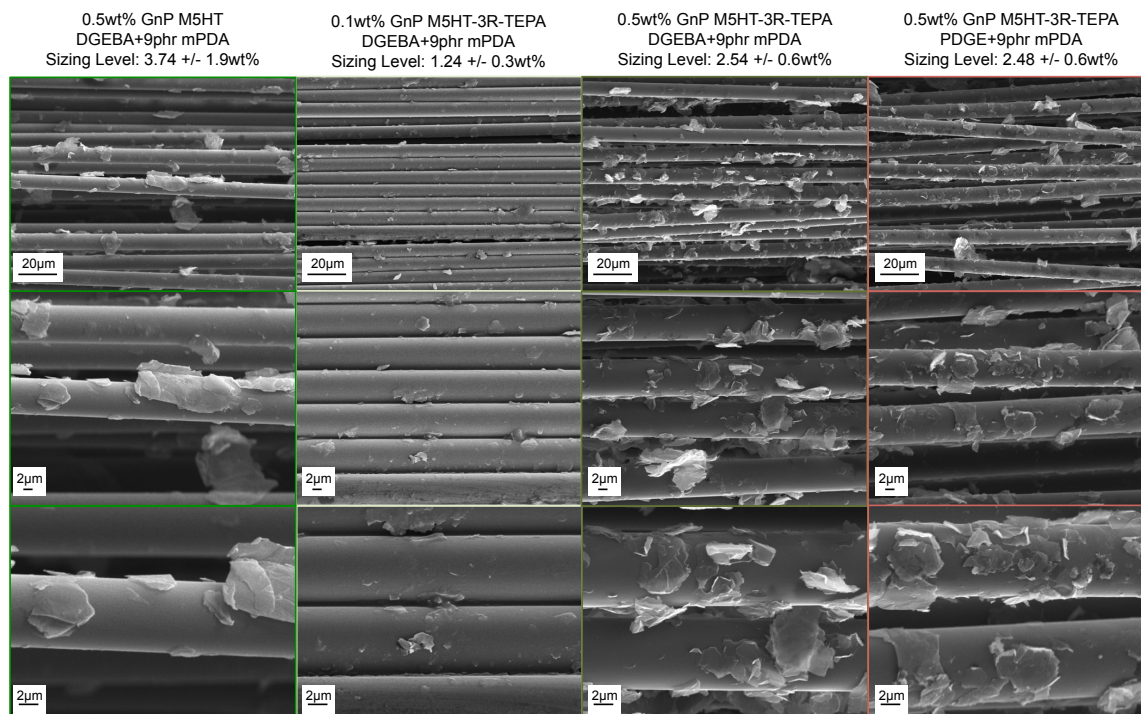 0.5wt% GnP M5HT
DGEBA+9phr mPDA
Sizing Level: 3.74 +/- 1.9wt%
0.1wt% GnP M5HT-3R-TEPA
DGEBA+9phr mPDA
Sizing Level: 1.24 +/- 0.3wt%
0.5wt% GnP M5HT-3R-TEPA
DGEBA+9phr mPDA
Sizing Level: 2.54 +/- 0.6wt%
0.5wt% GnP M5HT-3R-TEPA
PDGE+9phr mPDA
Sizing Level: 2.48 +/- 0.6wt%
20μm
20μm
20μm
20μm
2μm
2μm
2μm
2μm
2μm
2μm
2μm
2μm